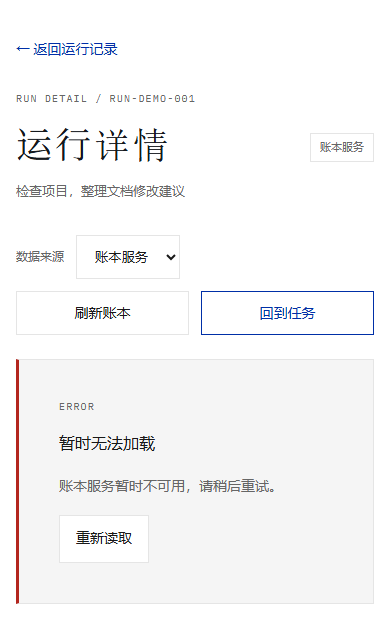 ← 返回运行记录
RUN DETAIL / RUN-DEMO-001
运行详情
账本服务
检查项目，整理文档修改建议
数据来源 账本服务
刷新账本 回到任务
ERROR
暂时无法加载
账本服务暂时不可用，请稍后重试。
重新读取